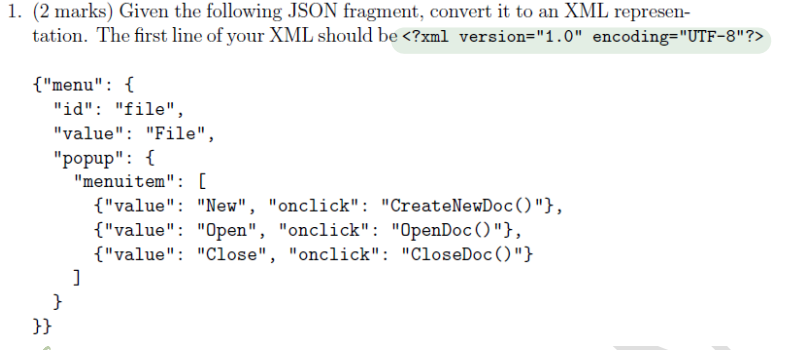 1. (2 marks) Given the following JSON fragment, convert it to an XML represen-
tation. The first line of your XML should be <?xml version="1.0" encoding="UTF-8"?>
{"menu": {
  "id": "file",
  "value": "File",
  "popup": {
    "menuitem": [
      {"value": "New", "onclick": "CreateNewDoc()"},
      {"value": "Open", "onclick": "OpenDoc()"},
      {"value": "Close", "onclick": "CloseDoc()"}
    ]
  }
}}